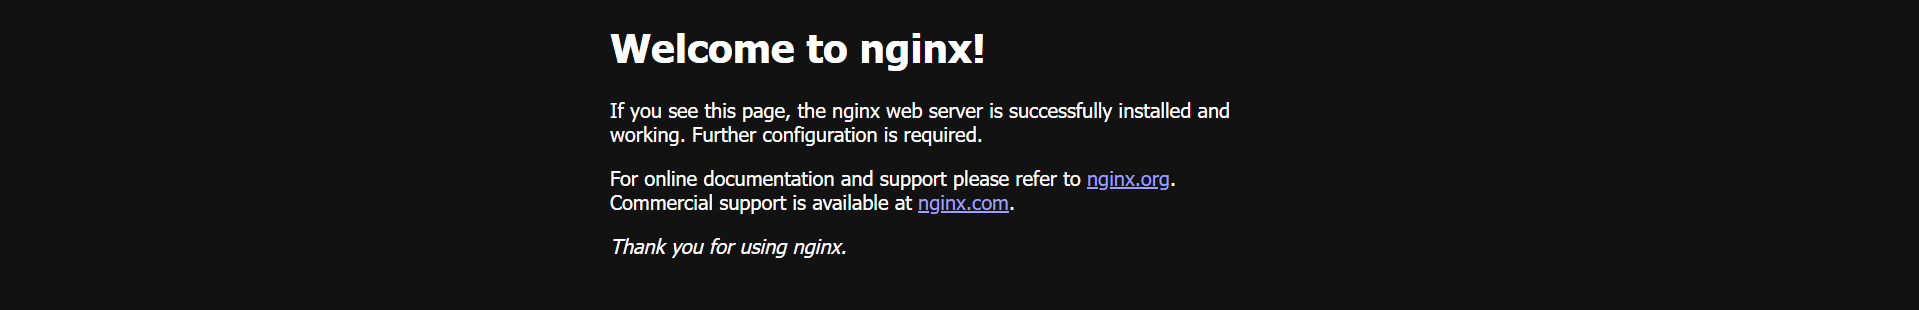 Welcome to nginx!
If you see this page, the nginx web server is successfully installed and
working. Further configuration is required.
For online documentation and support please refer to nginx.org.
Commercial support is available at nginx.com.
Thank you for using nginx.